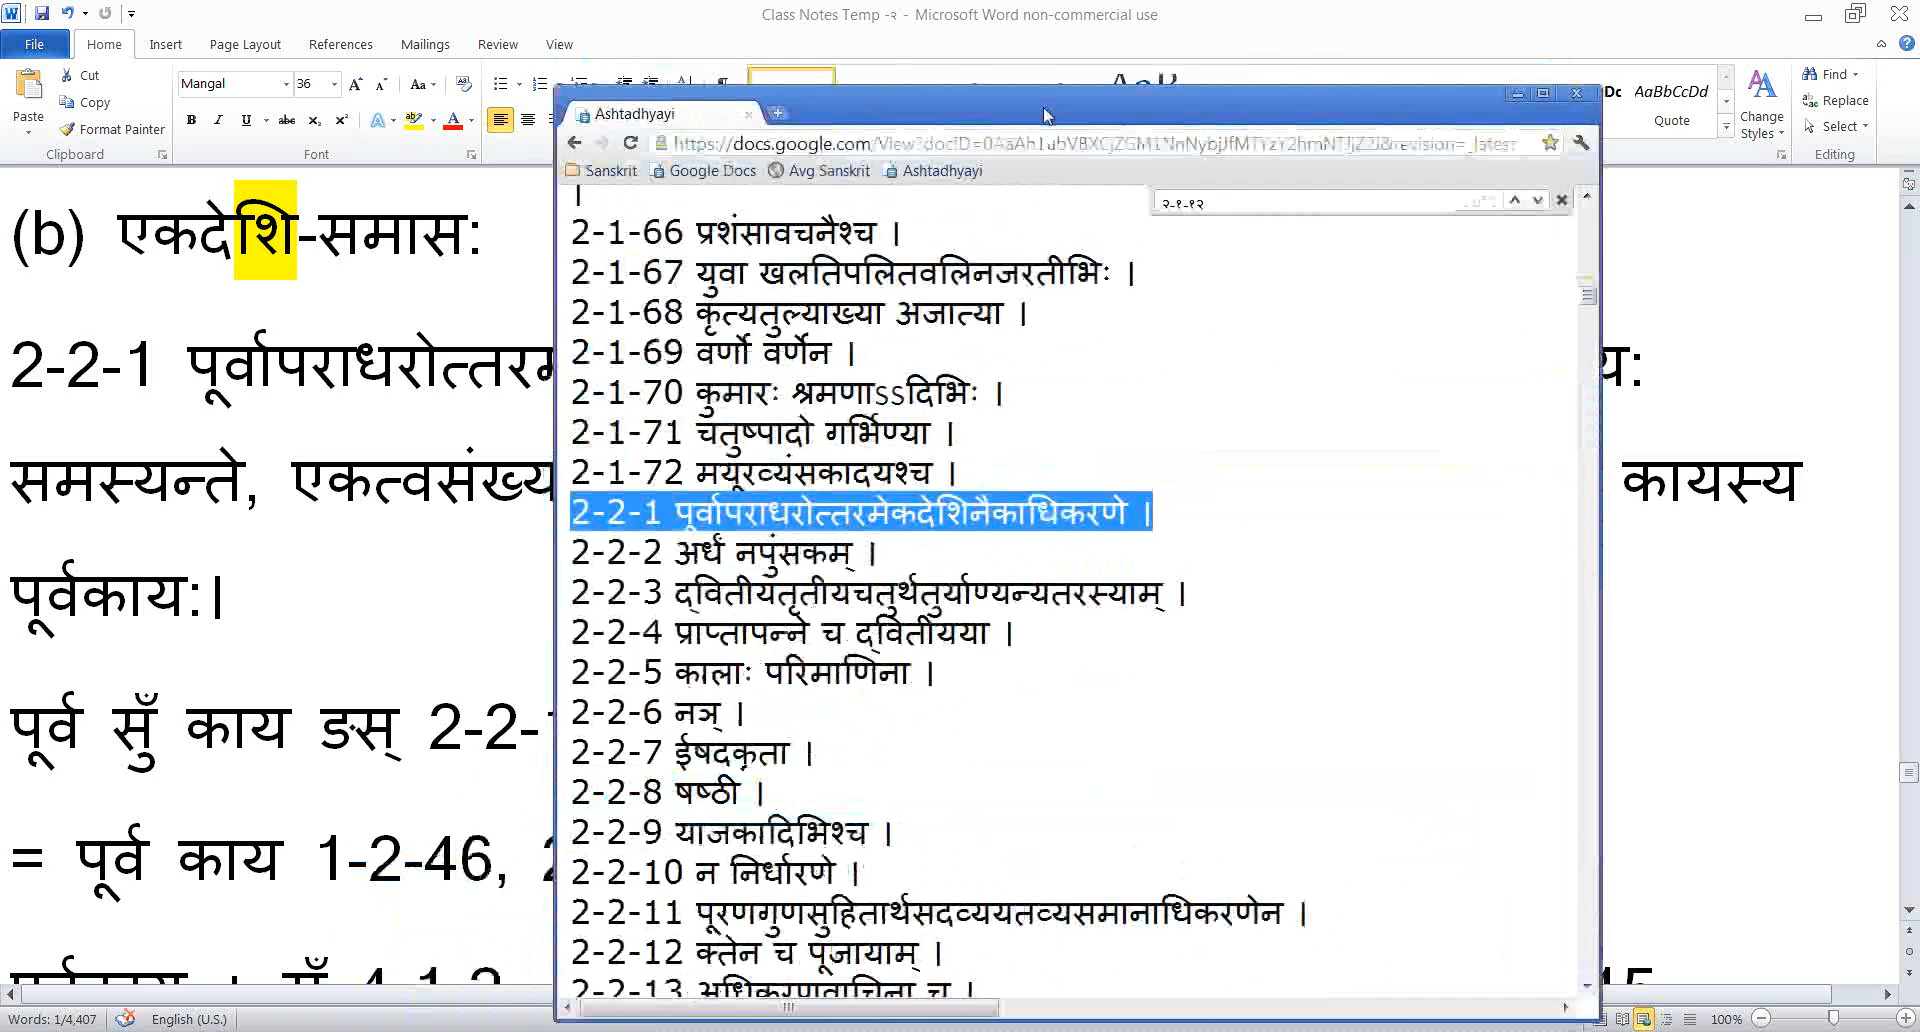 Class Notes Temp -२ - Microsoft Word non-commercial use
File Home Insert Page Layout References Mailings Review View
Paste
Cut
Copy
Format Painter
Clipboard
Mangal 36
Font
AaBbCcDd
Quote
Change Styles
Find
Replace
Select
Editing
Ashtadhyayi
https://docs.google.com/View?docID=
Sanskrit Google Docs Avg Sanskrit Ashtadhyayi
२-१-१२
(b) एकदेशि-समास:
2-2-1 पूर्वापराधरोत्तरम
समस्यन्ते, एकत्वसंख्य
कायस्य
पूर्वकाय:।
पूर्व सुँ काय ङस् 2-2-
= पूर्व काय 1-2-46,
2-1-66 प्रशंसावचनैश्च ।
2-1-67 युवा खलतिपलितवलिनजरतीभिः ।
2-1-68 कृत्यतुल्याख्या अजात्या ।
2-1-69 वर्णो वर्णेन ।
2-1-70 कुमारः श्रमणाऽऽदिभिः ।
2-1-71 चतुष्पादो गर्भिण्या ।
2-1-72 मयूरव्यंसकादयश्च ।
2-2-1 पूर्वापराधरोत्तरमेकदेशिनैकाधिकरणे ।
2-2-2 अर्धं नपुंसकम् ।
2-2-3 द्वितीयतृतीयचतुर्थतुर्याण्यन्यतरस्याम् ।
2-2-4 प्राप्तापन्ने च द्वितीयया ।
2-2-5 कालाः परिमाणिना ।
2-2-6 नञ् ।
2-2-7 ईषदकृता ।
2-2-8 षष्ठी ।
2-2-9 याजकादिभिश्च ।
2-2-10 न निर्धारणे ।
2-2-11 पूरणगुणसुहितार्थसदव्ययतव्यसमानाधिकरणेन ।
2-2-12 क्तेन च पूजायाम् ।
2-2-13 अधिकरणवाचिना च ।
Words: 1/4,407 English (U.S.) 100%